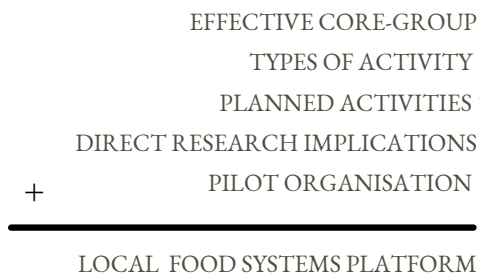 EFFECTIVE CORE-GROUP
TYPES OF ACTIVITY
PLANNED ACTIVITIES
DIRECT RESEARCH IMPLICATIONS
+ PILOT ORGANISATION
LOCAL FOOD SYSTEMS PLATFORM